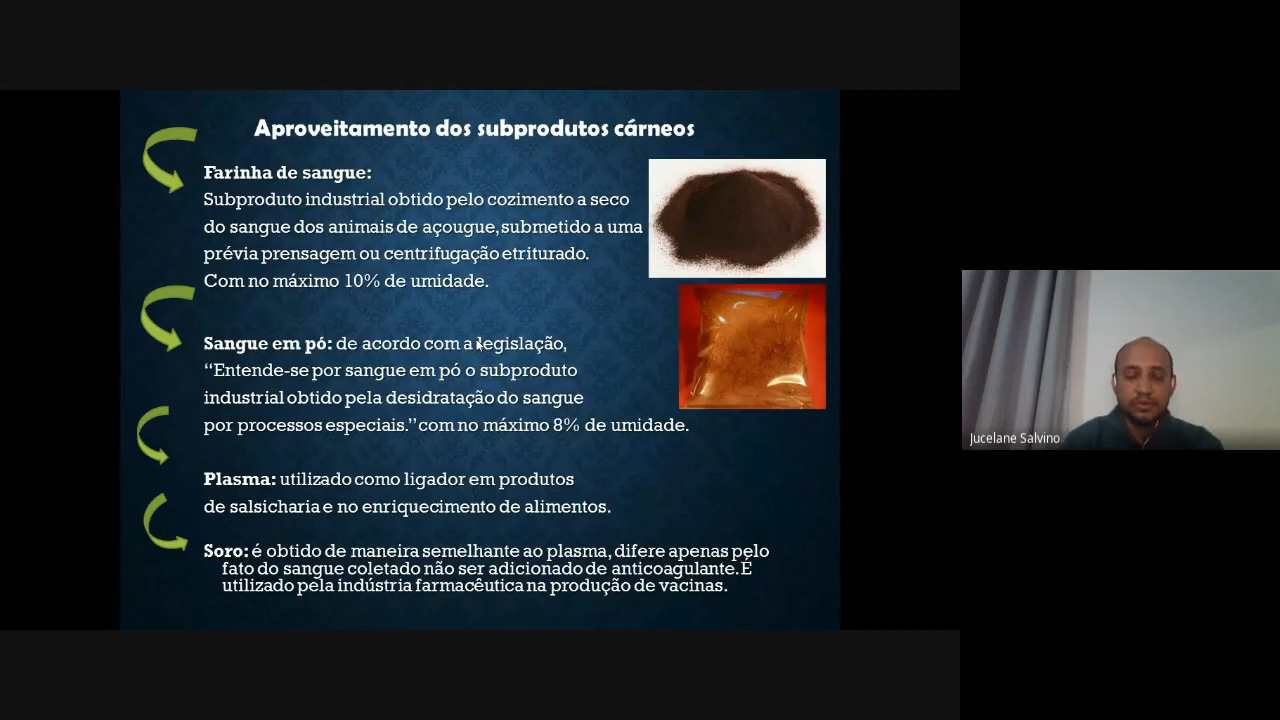 Aproveitamento dos subprodutos cárneos
Farinha de sangue:
Subproduto industrial obtido pelo cozimento a seco
do sangue dos animais de açougue, submetido a uma
prévia prensagem ou centrifugação etriturado.
Com no máximo 10% de umidade.
Sangue em pó: de acordo com a legislação,
“Entende-se por sangue em pó o subproduto
industrial obtido pela desidratação do sangue
por processos especiais.” com no máximo 8% de umidade.
Plasma: utilizado como ligador em produtos
de salsicharia e no enriquecimento de alimentos.
Soro: é obtido de maneira semelhante ao plasma, difere apenas pelo
fato do sangue coletado não ser adicionado de anticoagulante. É
utilizado pela indústria farmacêutica na produção de vacinas.
Jucelane Salvino